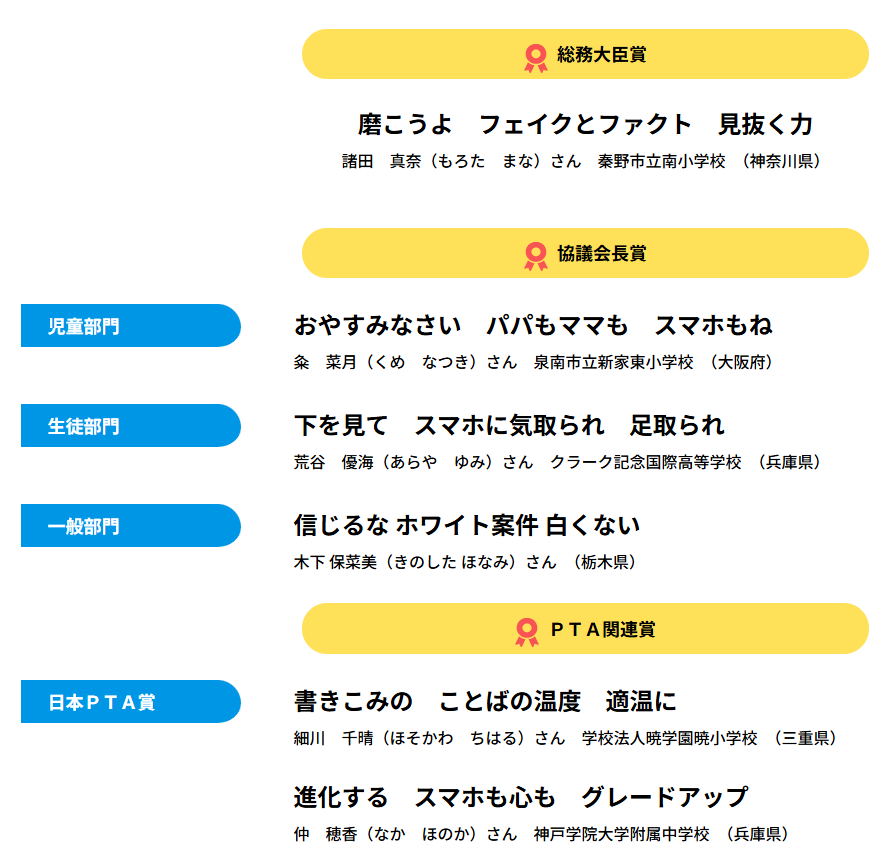 総務大臣賞
磨こうよ　フェイクとファクト　見抜く力
諸田　真奈（もろた　まな）さん　秦野市立南小学校　（神奈川県）
協議会長賞
児童部門
おやすみなさい　パパもママも　スマホもね
粂　菜月（くめ　なつき）さん　泉南市立新家東小学校　（大阪府）
生徒部門
下を見て　スマホに気取られ　足取られ
荒谷　優海（あらや　ゆみ）さん　クラーク記念国際高等学校　（兵庫県）
一般部門
信じるな ホワイト案件 白くない
木下 保菜美（きのした ほなみ）さん　（栃木県）
ＰＴＡ関連賞
日本ＰＴＡ賞
書きこみの　ことばの温度　適温に
細川　千晴（ほそかわ　ちはる）さん　学校法人暁学園暁小学校　（三重県）
進化する　スマホも心も　グレードアップ
仲　穂香（なか　ほのか）さん　神戸学院大学附属中学校　（兵庫県）